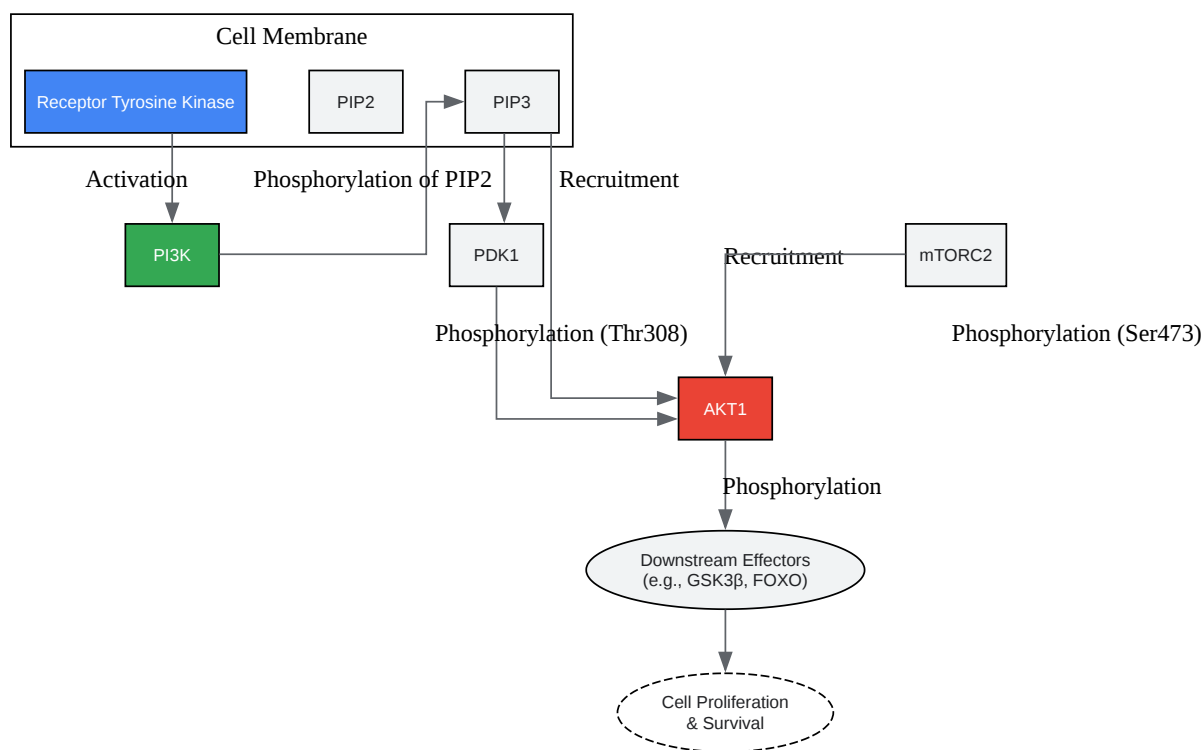 Cell Membrane
Receptor Tyrosine Kinase
PIP2
PIP3
Activation
Phosphorylation of PIP2
Recruitment
PI3K
PDK1
Recruitment
mTORC2
Phosphorylation (Thr308)
Phosphorylation (Ser473)
AKT1
Phosphorylation
Downstream Effectors
(e.g., GSK3β, FOXO)
Cell Proliferation
& Survival